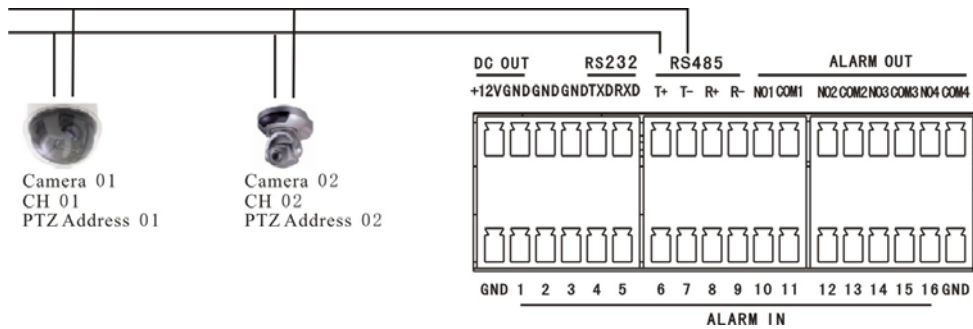 DC OUT RS232 RS485 ALARM OUT
+12V GND GND GND TXD RXD T+ T- R+ R- NO1 COM1 NO2 COM2 NO3 COM3 NO4 COM4
Camera 01
CH 01
PTZ Address 01
Camera 02
CH 02
PTZ Address 02
GND 1 2 3 4 5 6 7 8 9 10 11 12 13 14 15 16 GND
ALARM IN